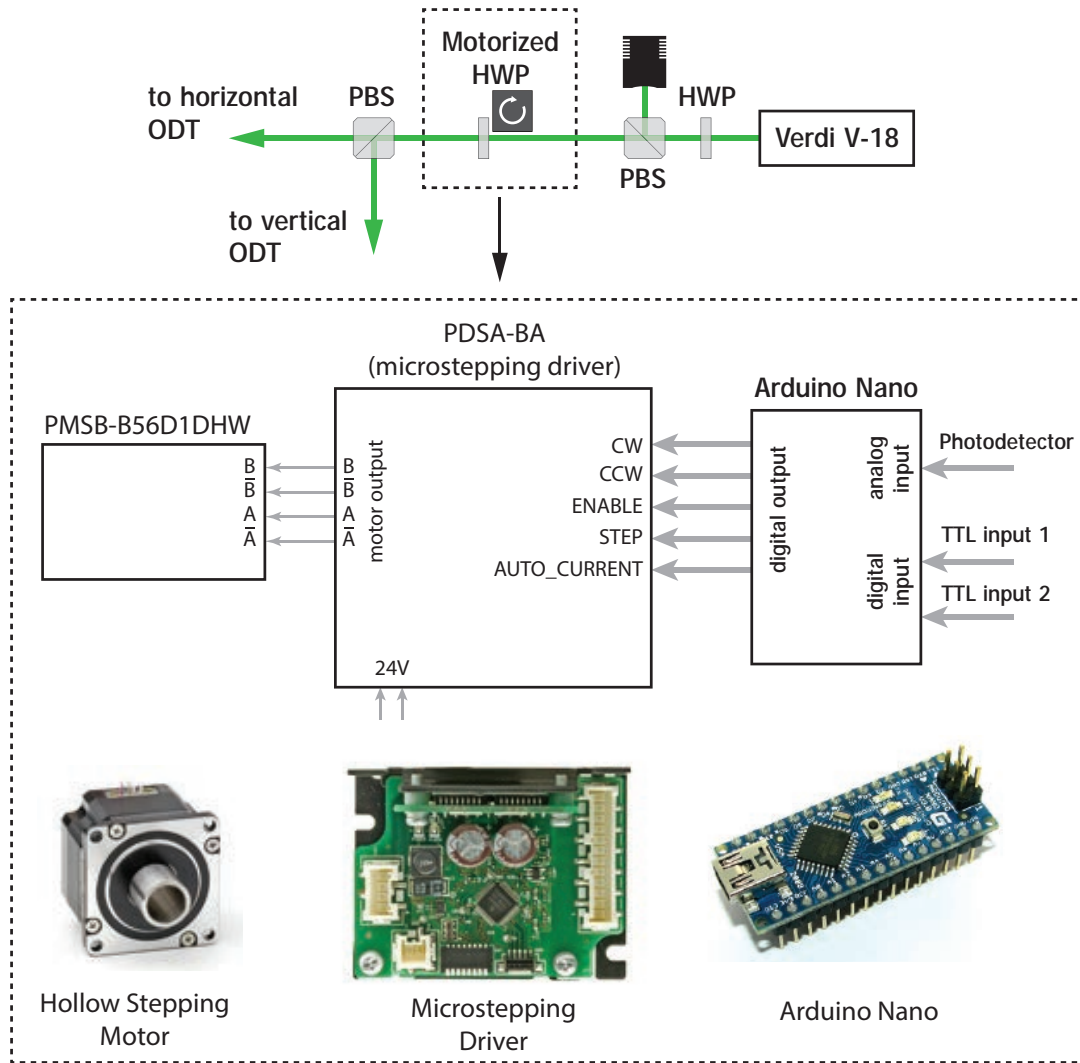 Motorized
HWP
to horizontal
ODT
PBS
HWP
Verdi V-18
PBS
to vertical
ODT
PDSA-BA
(microstepping driver)
Arduino Nano
PMSB-B56D1DHW
B
B̅
A
A̅
B
B̅
A
A̅
motor output
CW
CCW
ENABLE
STEP
AUTO_CURRENT
24V
digital output
analog
input
digital
input
Photodetector
TTL input 1
TTL input 2
Hollow Stepping
Motor
Microstepping
Driver
Arduino Nano